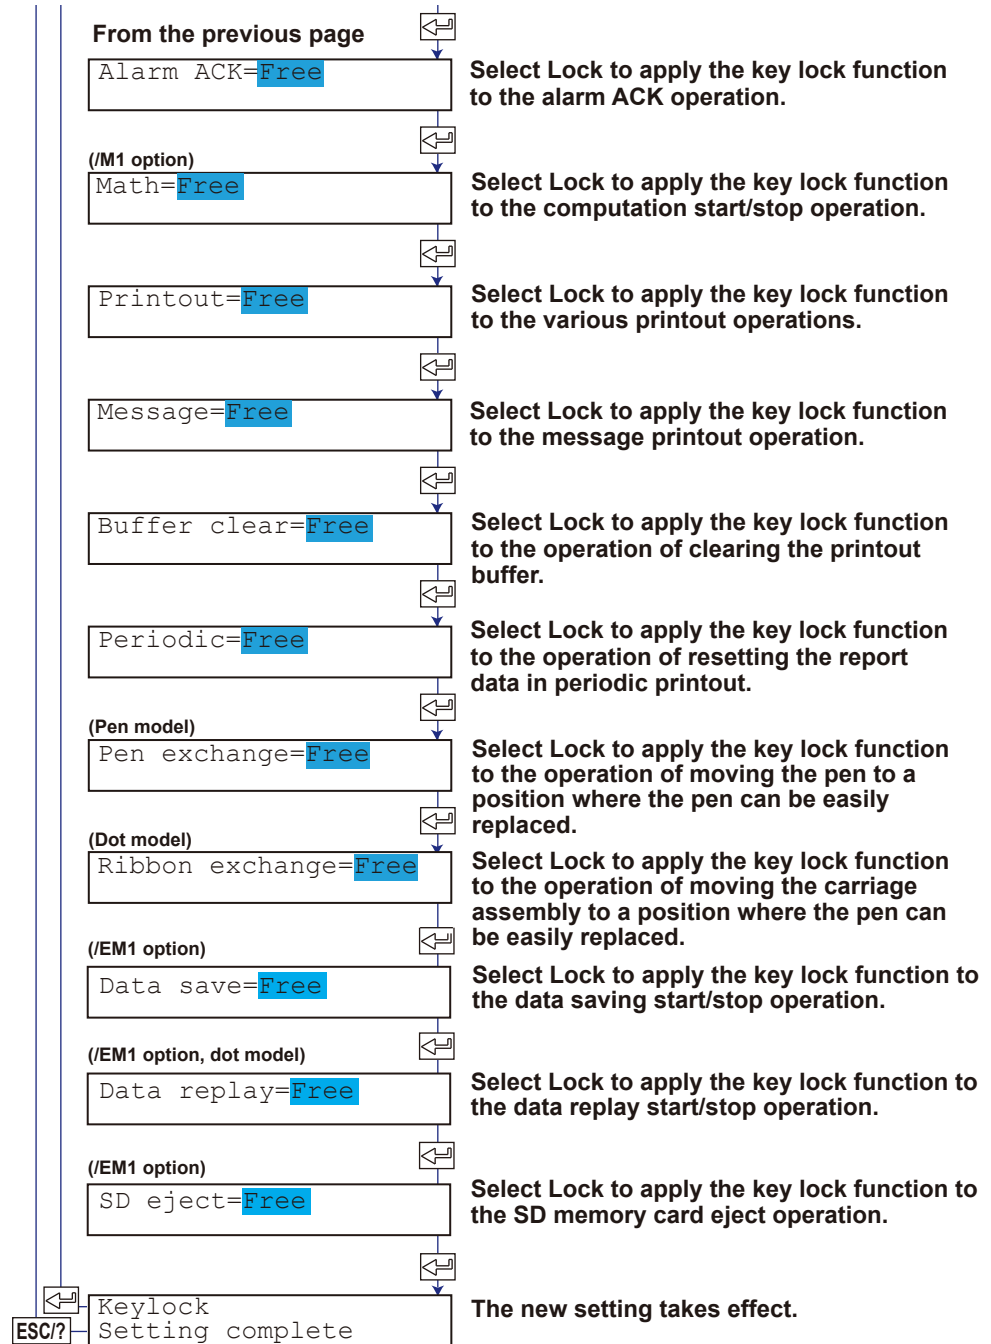 From the previous page
Alarm ACK=Free
Select Lock to apply the key lock function
to the alarm ACK operation.
(/M1 option)
Math=Free
Select Lock to apply the key lock function
to the computation start/stop operation.
Printout=Free
Select Lock to apply the key lock function
to the various printout operations.
Message=Free
Select Lock to apply the key lock function
to the message printout operation.
Buffer clear=Free
Select Lock to apply the key lock function
to the operation of clearing the printout
buffer.
Periodic=Free
Select Lock to apply the key lock function
to the operation of resetting the report
data in periodic printout.
(Pen model)
Pen exchange=Free
Select Lock to apply the key lock function
to the operation of moving the pen to a
position where the pen can be easily
replaced.
(Dot model)
Ribbon exchange=Free
Select Lock to apply the key lock function
to the operation of moving the carriage
assembly to a position where the pen can
be easily replaced.
(/EM1 option)
Data save=Free
Select Lock to apply the key lock function to
the data saving start/stop operation.
(/EM1 option, dot model)
Data replay=Free
Select Lock to apply the key lock function to
the data replay start/stop operation.
(/EM1 option)
SD eject=Free
Select Lock to apply the key lock function to
the SD memory card eject operation.
Keylock
Setting complete
The new setting takes effect.
ESC/?